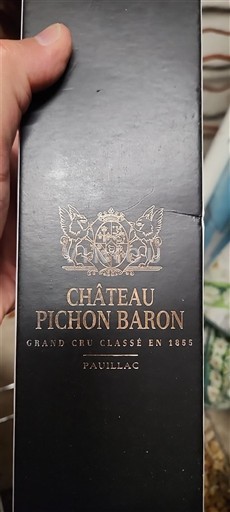 CHÂTEAU
PICHON BARON
GRAND CRU CLASSÉ EN 1855
PAUILLAC